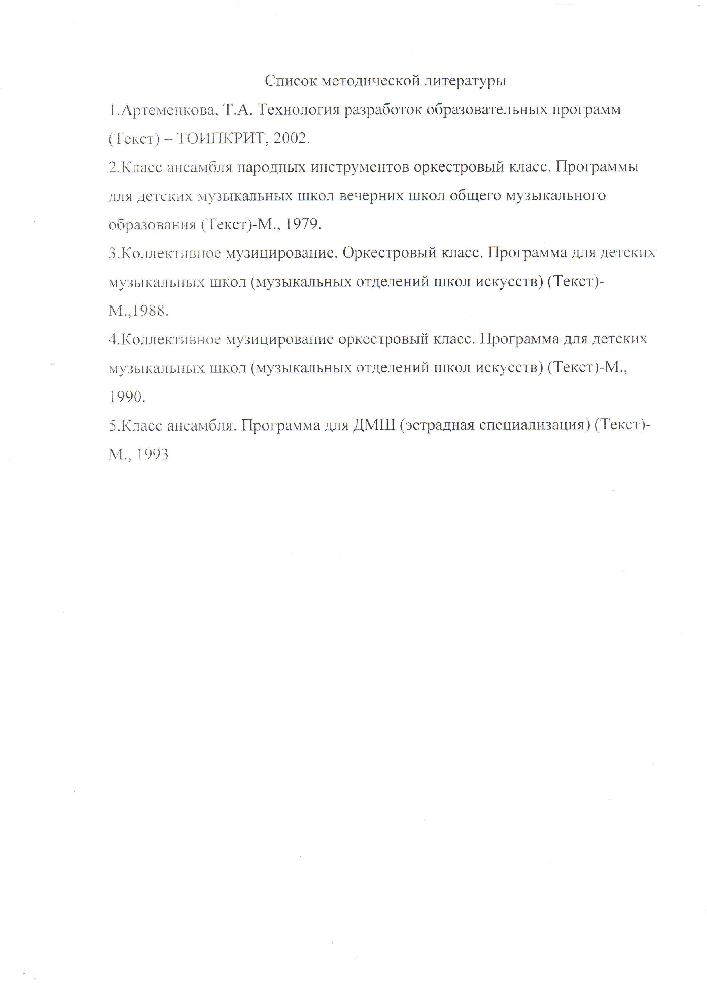 Список методической литературы
1.Артеменкова, Т.А. Технология разработок образовательных программ
(Текст) – ТОИПКРИТ, 2002.
2.Класс ансамбля народных инструментов оркестровый класс. Программы
для детских музыкальных школ вечерних школ общего музыкального
образования (Текст)-М., 1979.
3.Коллективное музицирование. Оркестровый класс. Программа для детских
музыкальных школ (музыкальных отделений школ искусств) (Текст)-
М.,1988.
4.Коллективное музицирование оркестровый класс. Программа для детских
музыкальных школ (музыкальных отделений школ искусств) (Текст)-М.,
1990.
5.Класс ансамбля. Программа для ДМШ (эстрадная специализация) (Текст)-
М., 1993